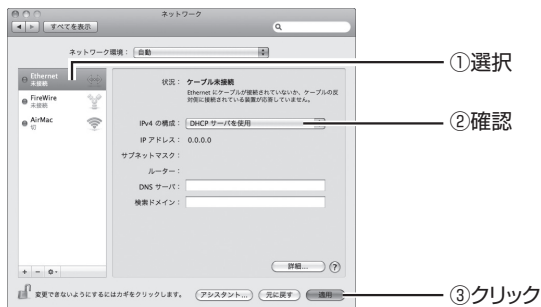 ネットワーク
すべてを表示
ネットワーク環境： 自動
Ethernet
未接続
FireWire
未接続
AirMac
切
状況： ケーブル未接続
Ethernet にケーブルが接続されていないか、ケーブルの反
対側に接続されている装置が応答していません。
IPv4 の構成： DHCP サーバを使用
IP アドレス： 0.0.0.0
サブネットマスク：
ルーター：
DNS サーバ：
検索ドメイン：
詳細... ?
変更できないようにするにはカギをクリックします。 アシスタント... 元に戻す 適用
①選択
②確認
③クリック